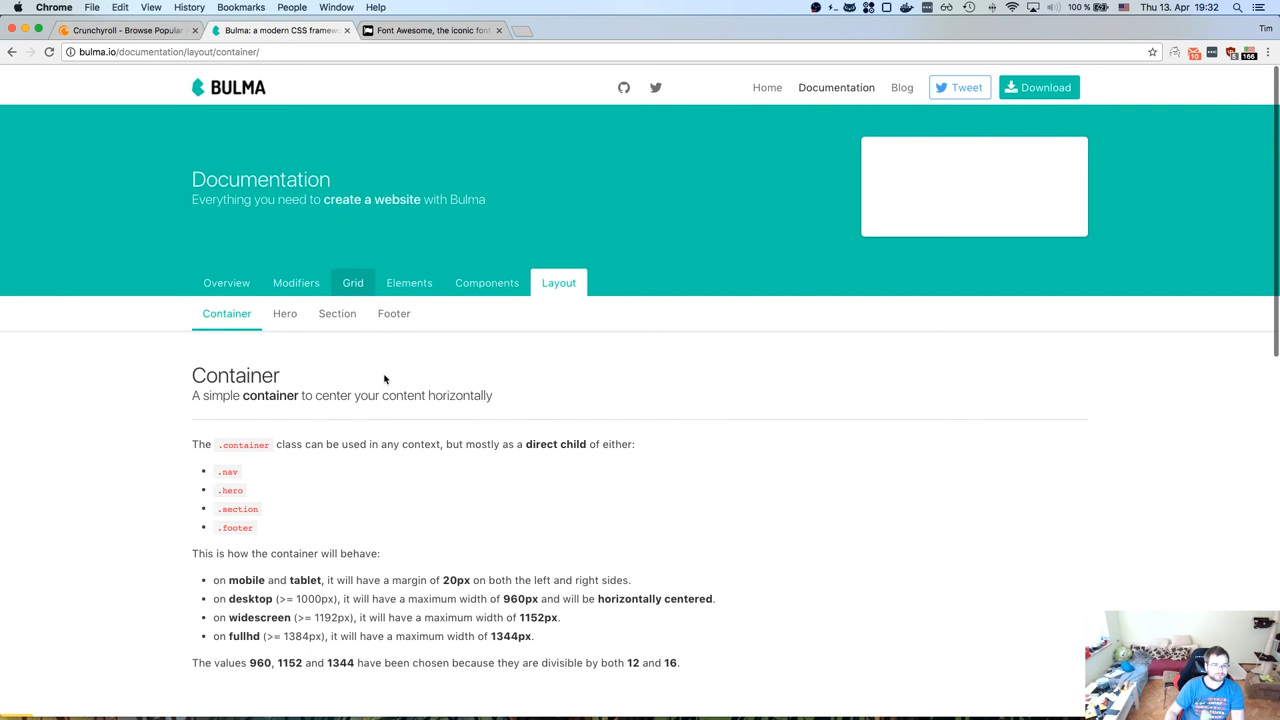 Chrome File Edit View History Bookmarks People Window Help
100 % Thu 13. Apr 19:32
Crunchyroll - Browse Popular
Bulma: a modern CSS framew
Font Awesome, the iconic font
Tim
bulma.io/documentation/layout/container/
10
5
166
BULMA
Home Documentation Blog Tweet Download
Documentation
Everything you need to create a website with Bulma
Overview Modifiers Grid Elements Components Layout
Container Hero Section Footer
Container
A simple container to center your content horizontally
The .container class can be used in any context, but mostly as a direct child of either:
.nav
.hero
.section
.footer
This is how the container will behave:
on mobile and tablet, it will have a margin of 20px on both the left and right sides.
on desktop (>= 1000px), it will have a maximum width of 960px and will be horizontally centered.
on widescreen (>= 1192px), it will have a maximum width of 1152px.
on fullhd (>= 1384px), it will have a maximum width of 1344px.
The values 960, 1152 and 1344 have been chosen because they are divisible by both 12 and 16.